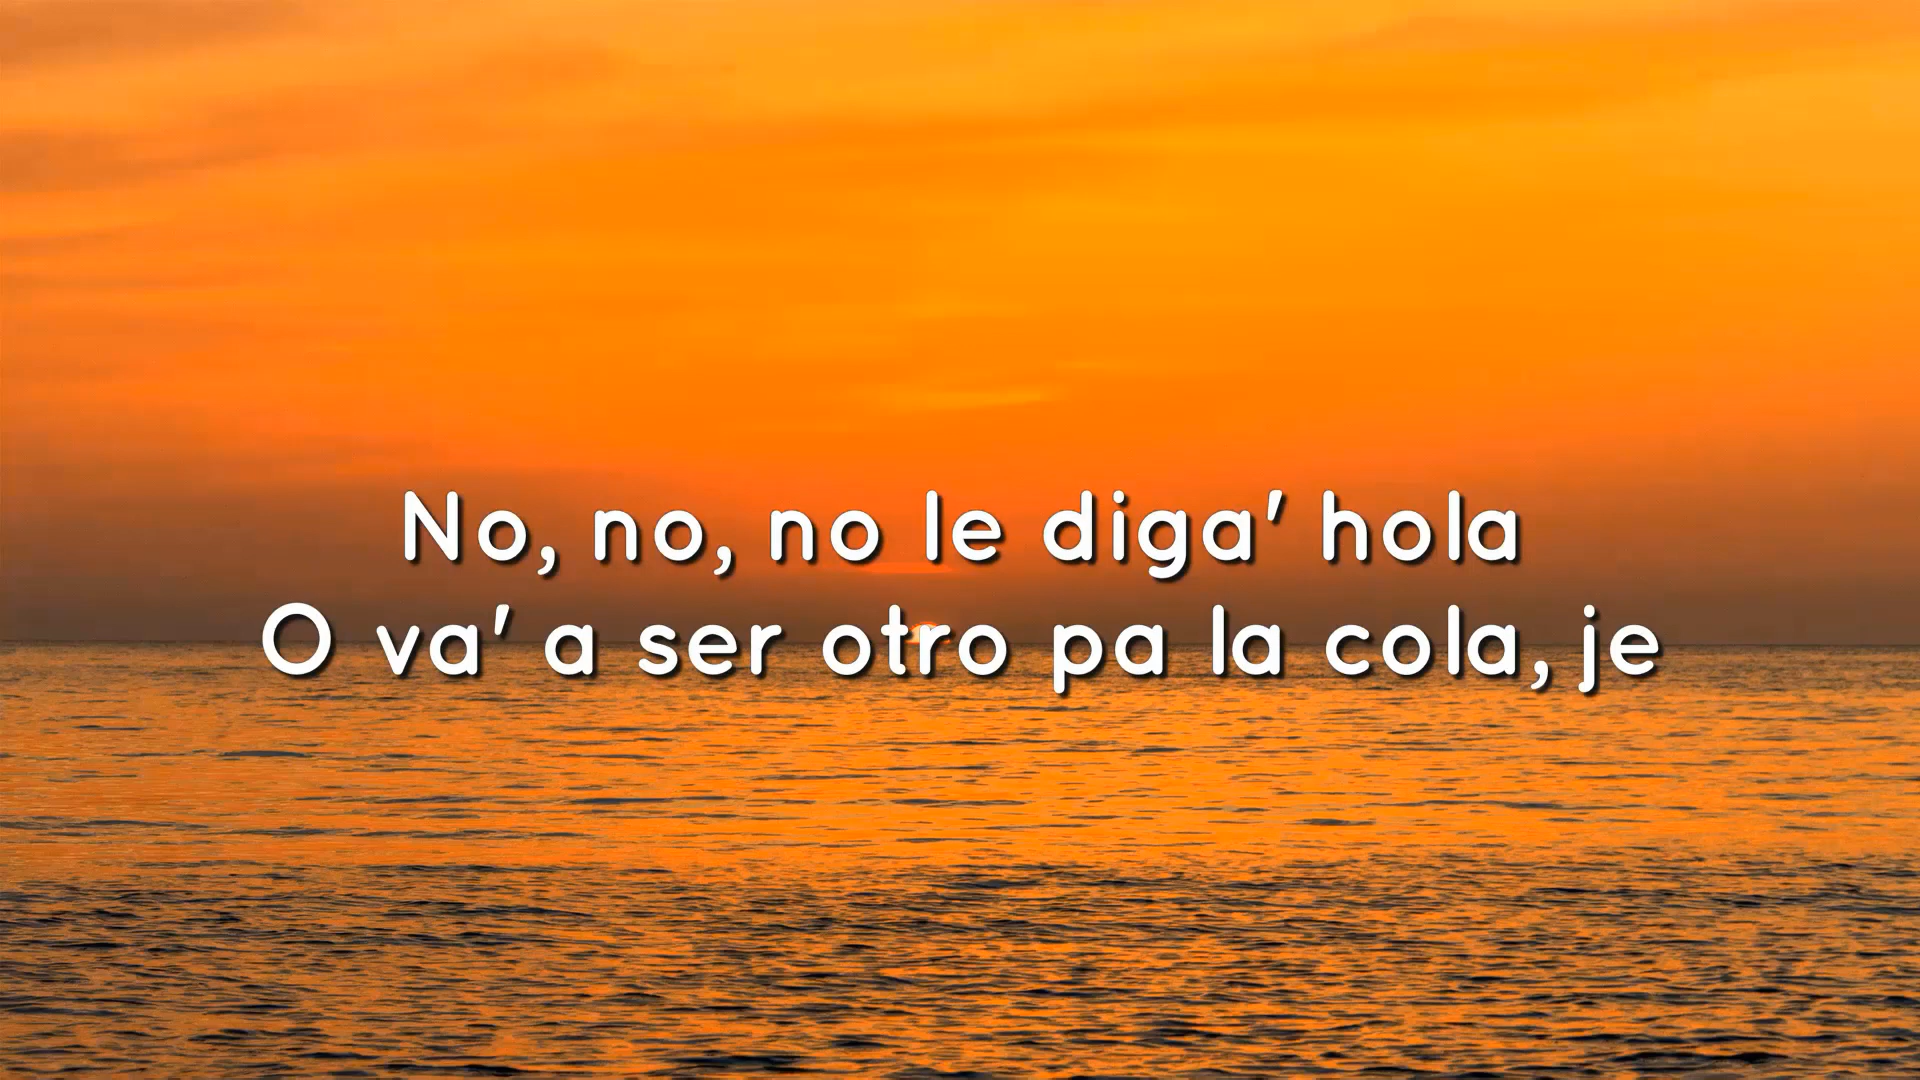 No, no, no le diga' hola
O va' a ser otro pa la cola, je